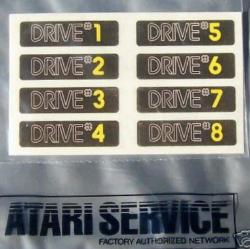 DRIVE#1
DRIVE#2
DRIVE#3
DRIVE#4
DRIVE#5
DRIVE#6
DRIVE#7
DRIVE#8
ATARI SERVICE
FACTORY AUTHORIZED NETWORK